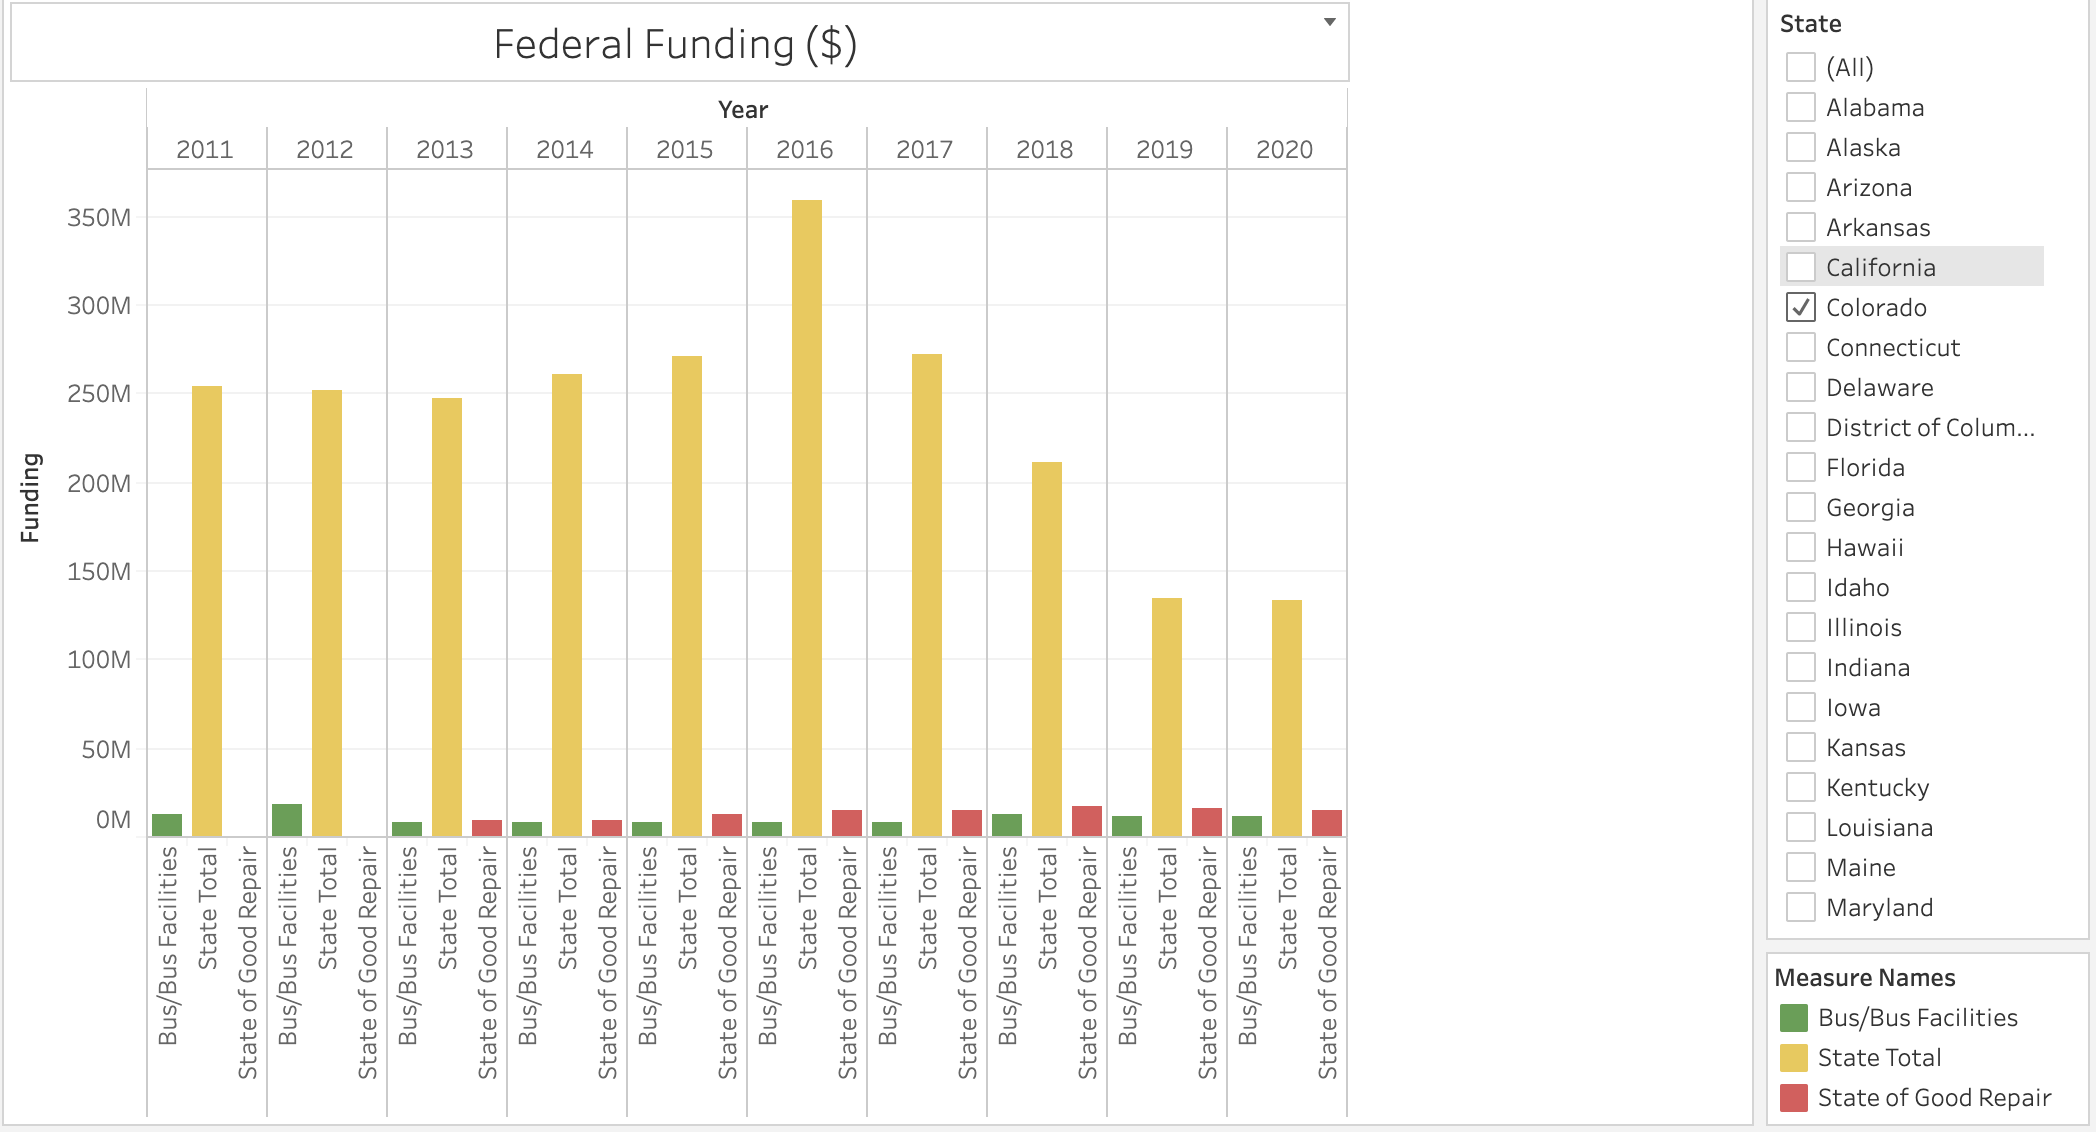 Federal Funding ($)
Year
2011 2012 2013 2014 2015 2016 2017 2018 2019 2020
350M
300M
250M
200M
150M
100M
50M
0M
Funding
Bus/Bus Facilities
State Total
State of Good Repair
Bus/Bus Facilities
State Total
State of Good Repair
Bus/Bus Facilities
State Total
State of Good Repair
Bus/Bus Facilities
State Total
State of Good Repair
Bus/Bus Facilities
State Total
State of Good Repair
Bus/Bus Facilities
State Total
State of Good Repair
Bus/Bus Facilities
State Total
State of Good Repair
Bus/Bus Facilities
State Total
State of Good Repair
Bus/Bus Facilities
State Total
State of Good Repair
Bus/Bus Facilities
State Total
State of Good Repair
State
(All)
Alabama
Alaska
Arizona
Arkansas
California
Colorado
Connecticut
Delaware
District of Colum...
Florida
Georgia
Hawaii
Idaho
Illinois
Indiana
Iowa
Kansas
Kentucky
Louisiana
Maine
Maryland
Measure Names
Bus/Bus Facilities
State Total
State of Good Repair